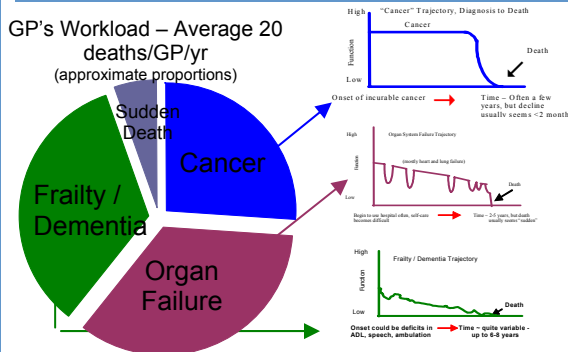 GP's Workload – Average 20
deaths/GP/yr
(approximate proportions)
Sudden
Death
Cancer
Frailty /
Dementia
Organ
Failure
"Cancer" Trajectory, Diagnosis to Death
High
Cancer
Function
Death
Low
Onset of incurable cancer
Time – Often a few
years, but decline
usually seems <2 month
Organ System Failure Trajectory
High
(mostly heart and lung failure)
Function
Death
Low
Begin to use hospital often, self-care
becomes difficult
Time ~ 2-5 years, but death
usually seems "sudden"
Frailty / Dementia Trajectory
High
Function
Death
Low
Onset could be deficits in
ADL, speech, ambulation
Time ~ quite variable -
up to 6-8 years